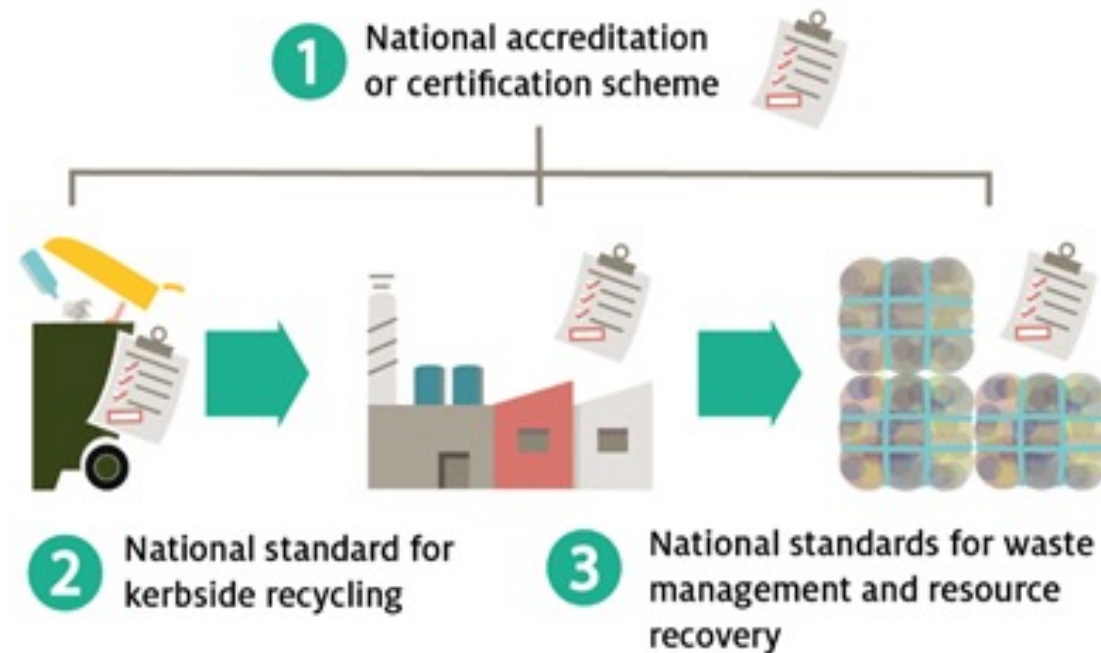 1 National accreditation
or certification scheme
2 National standard for
kerbside recycling
3 National standards for waste
management and resource
recovery